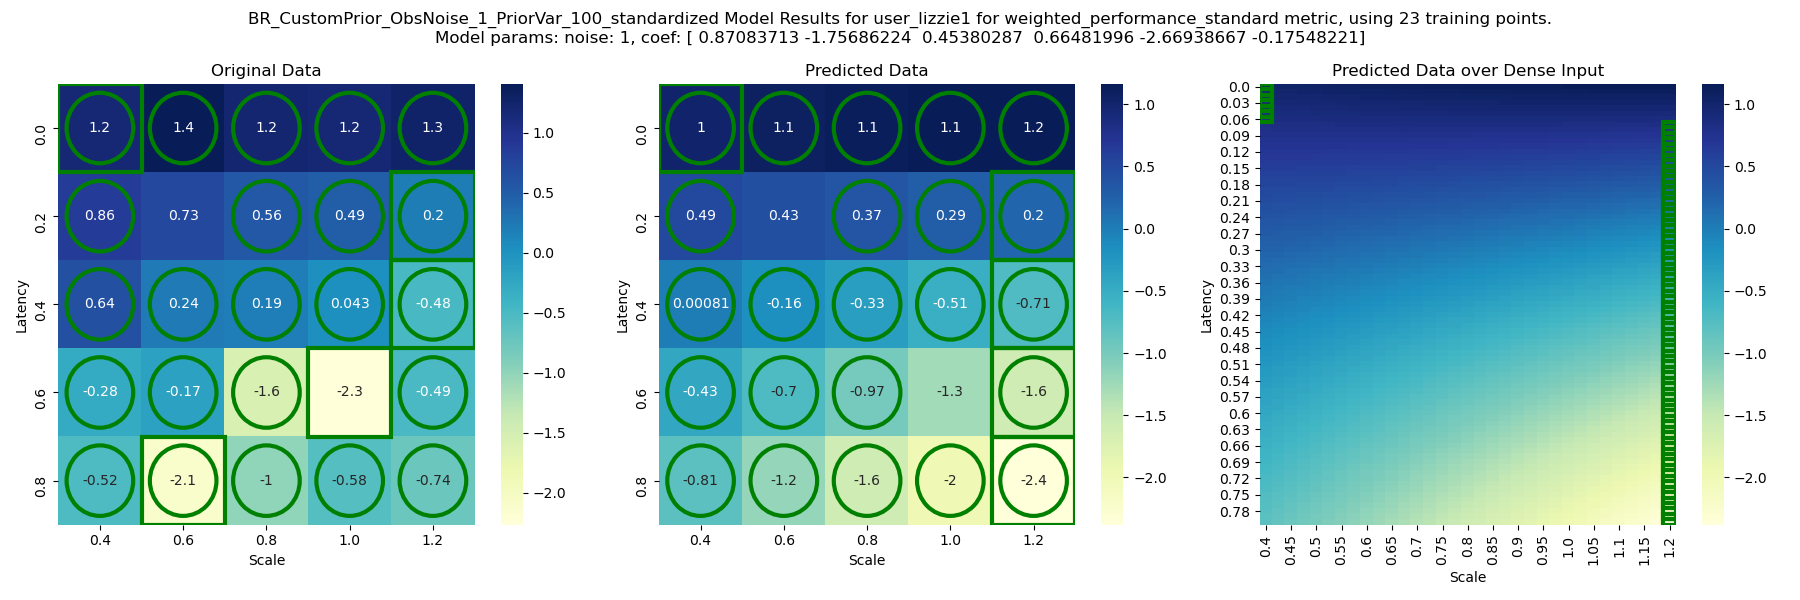 BR_CustomPrior_ObsNoise_1_PriorVar_100_standardized Model Results for user_lizzie1 for weighted_performance_standard metric, using 23 training points.
Model params: noise: 1, coef: [ 0.87083713 -1.75686224  0.45380287  0.66481996 -2.66938667 -0.17548221]
Original Data
Latency
0.0 1.2 1.4 1.2 1.2 1.3
0.2 0.86 0.73 0.56 0.49 0.2
0.4 0.64 0.24 0.19 0.043 -0.48
0.6 -0.28 -0.17 -1.6 -2.3 -0.49
0.8 -0.52 -2.1 -1 -0.58 -0.74
0.4 0.6 0.8 1.0 1.2
Scale
1.0
0.5
0.0
−0.5
−1.0
−1.5
−2.0
Predicted Data
Latency
0.0 1 1.1 1.1 1.1 1.2
0.2 0.49 0.43 0.37 0.29 0.2
0.4 0.00081 -0.16 -0.33 -0.51 -0.71
0.6 -0.43 -0.7 -0.97 -1.3 -1.6
0.8 -0.81 -1.2 -1.6 -2 -2.4
0.4 0.6 0.8 1.0 1.2
Scale
1.0
0.5
0.0
−0.5
−1.0
−1.5
−2.0
Predicted Data over Dense Input
Latency
0.0
0.03
0.06
0.09
0.12
0.15
0.18
0.21
0.24
0.27
0.3
0.33
0.36
0.39
0.42
0.45
0.48
0.51
0.54
0.57
0.6
0.63
0.66
0.69
0.72
0.75
0.78
0.4 0.45 0.5 0.55 0.6 0.65 0.7 0.75 0.8 0.85 0.9 0.95 1.0 1.05 1.1 1.15 1.2
Scale
1.0
0.5
0.0
−0.5
−1.0
−1.5
−2.0